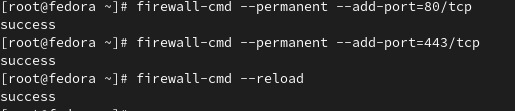 [root@fedora ~]# firewall-cmd --permanent --add-port=80/tcp
success
[root@fedora ~]# firewall-cmd --permanent --add-port=443/tcp
success
[root@fedora ~]# firewall-cmd --reload
success